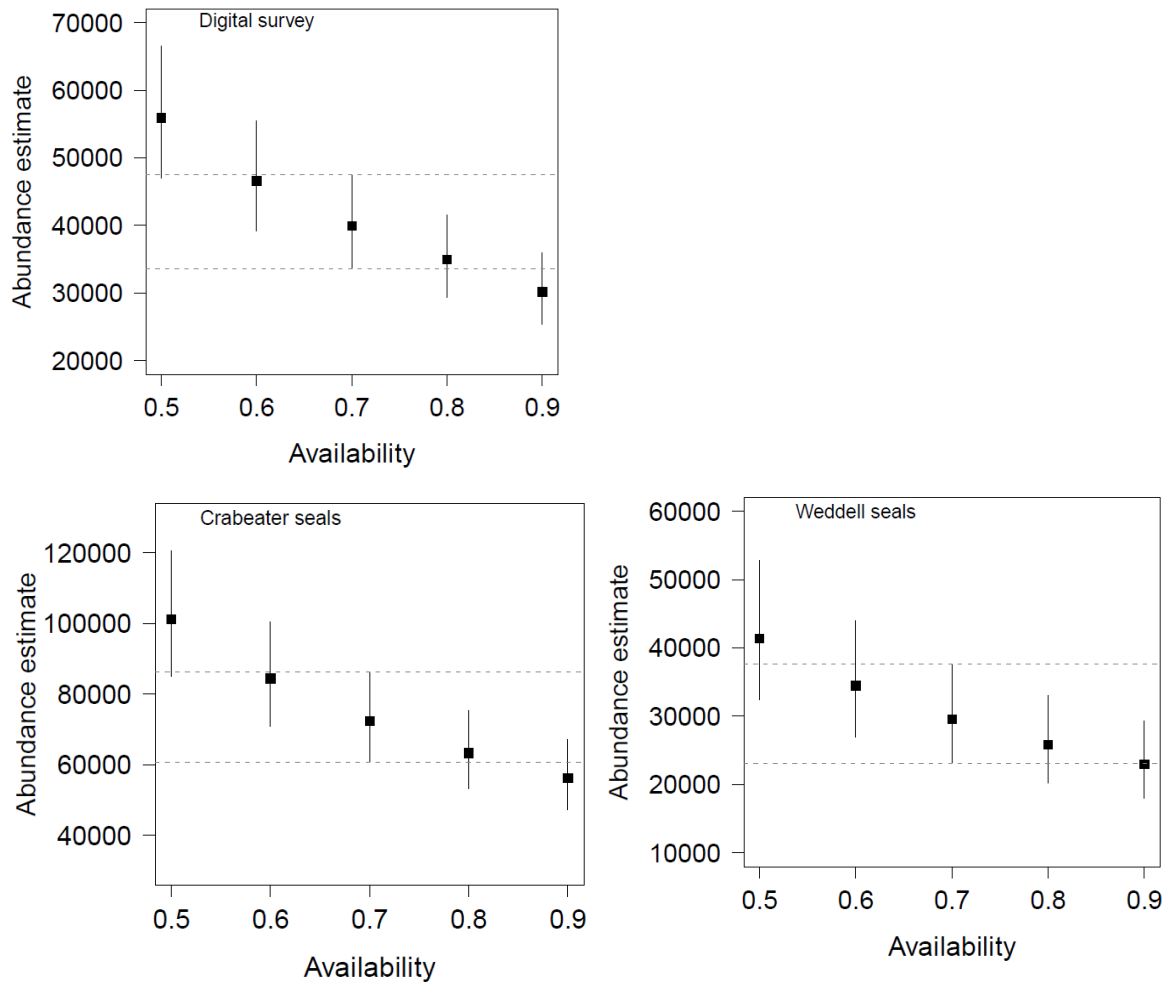 Digital survey
Abundance estimate
70000
60000
50000
40000
30000
20000
0.5 0.6 0.7 0.8 0.9
Availability
Crabeater seals
Abundance estimate
120000
100000
80000
60000
40000
0.5 0.6 0.7 0.8 0.9
Availability
Weddell seals
Abundance estimate
60000
50000
40000
30000
20000
10000
0.5 0.6 0.7 0.8 0.9
Availability